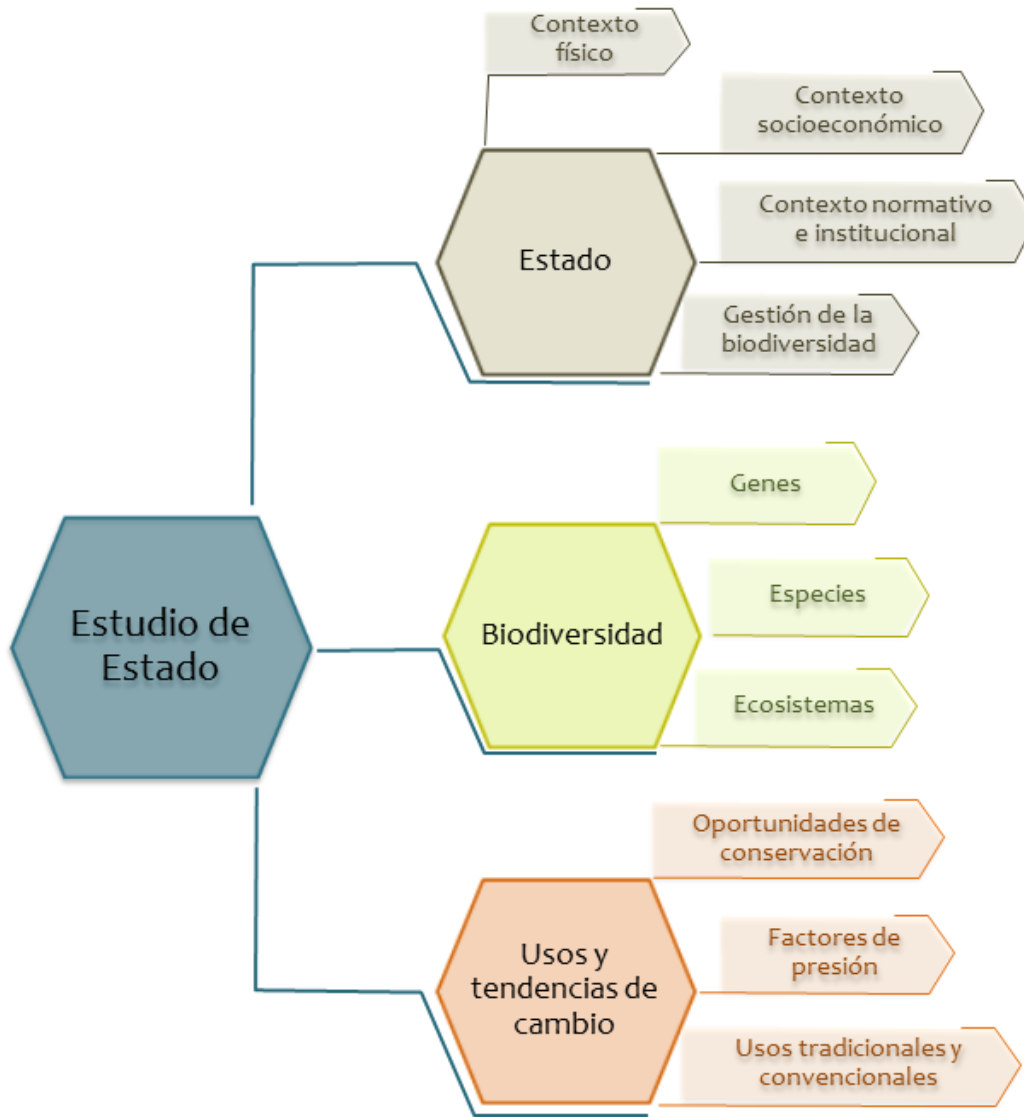 Contexto
físico
Contexto
socioeconómico
Contexto normativo
e institucional
Estado
Gestión de la
biodiversidad
Genes
Estudio de
Estado
Biodiversidad
Especies
Ecosistemas
Oportunidades de
conservación
Usos y
tendencias de
cambio
Factores de
presión
Usos tradicionales y
convencionales